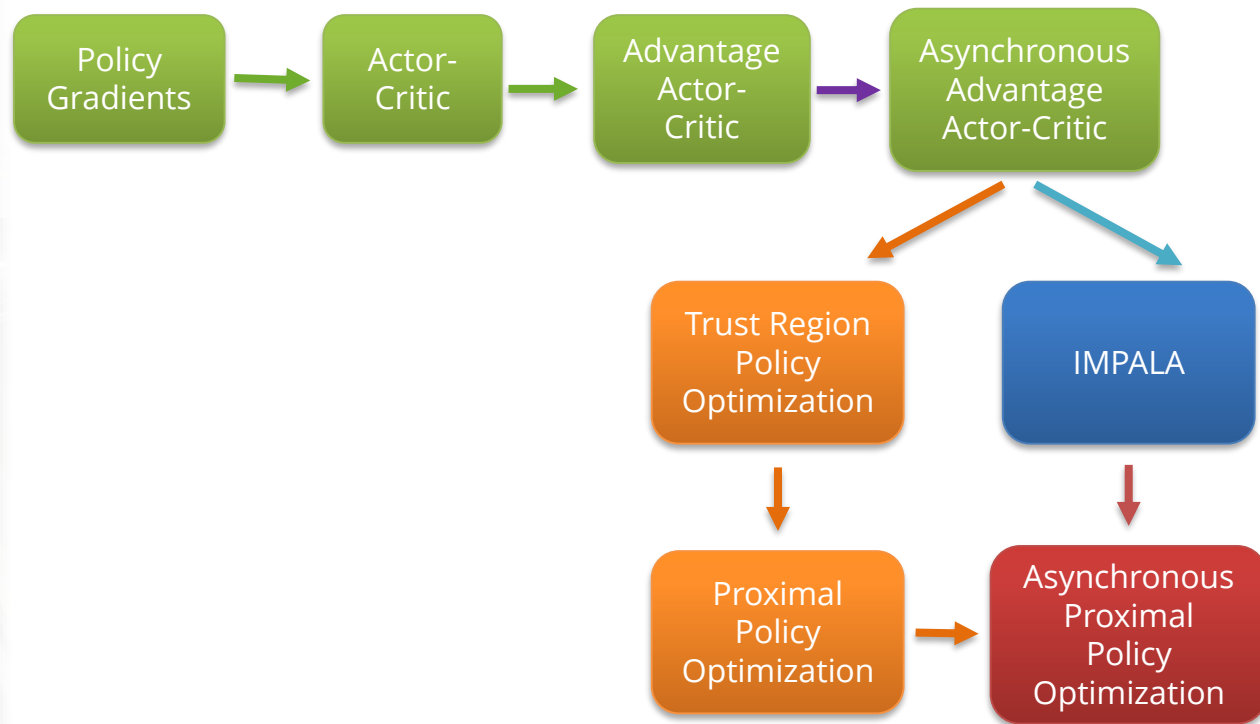 Policy
Gradients
Actor-
Critic
Advantage
Actor-
Critic
Asynchronous
Advantage
Actor-Critic
Trust Region
Policy
Optimization
IMPALA
Proximal
Policy
Optimization
Asynchronous
Proximal
Policy
Optimization